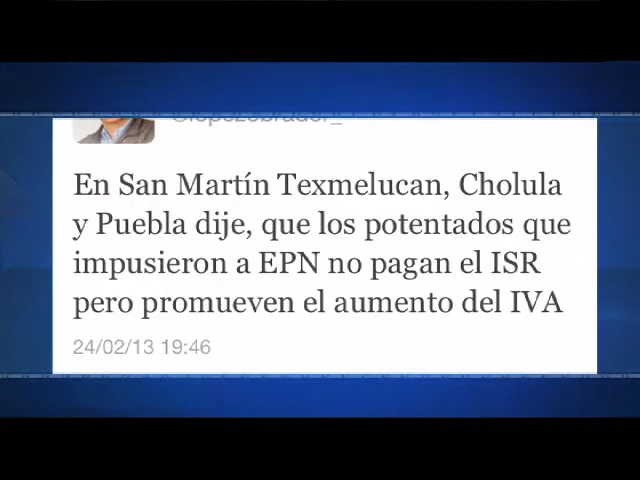 @lopezobrador_
En San Martín Texmelucan, Cholula
y Puebla dije, que los potentados que
impusieron a EPN no pagan el ISR
pero promueven el aumento del IVA
24/02/13 19:46